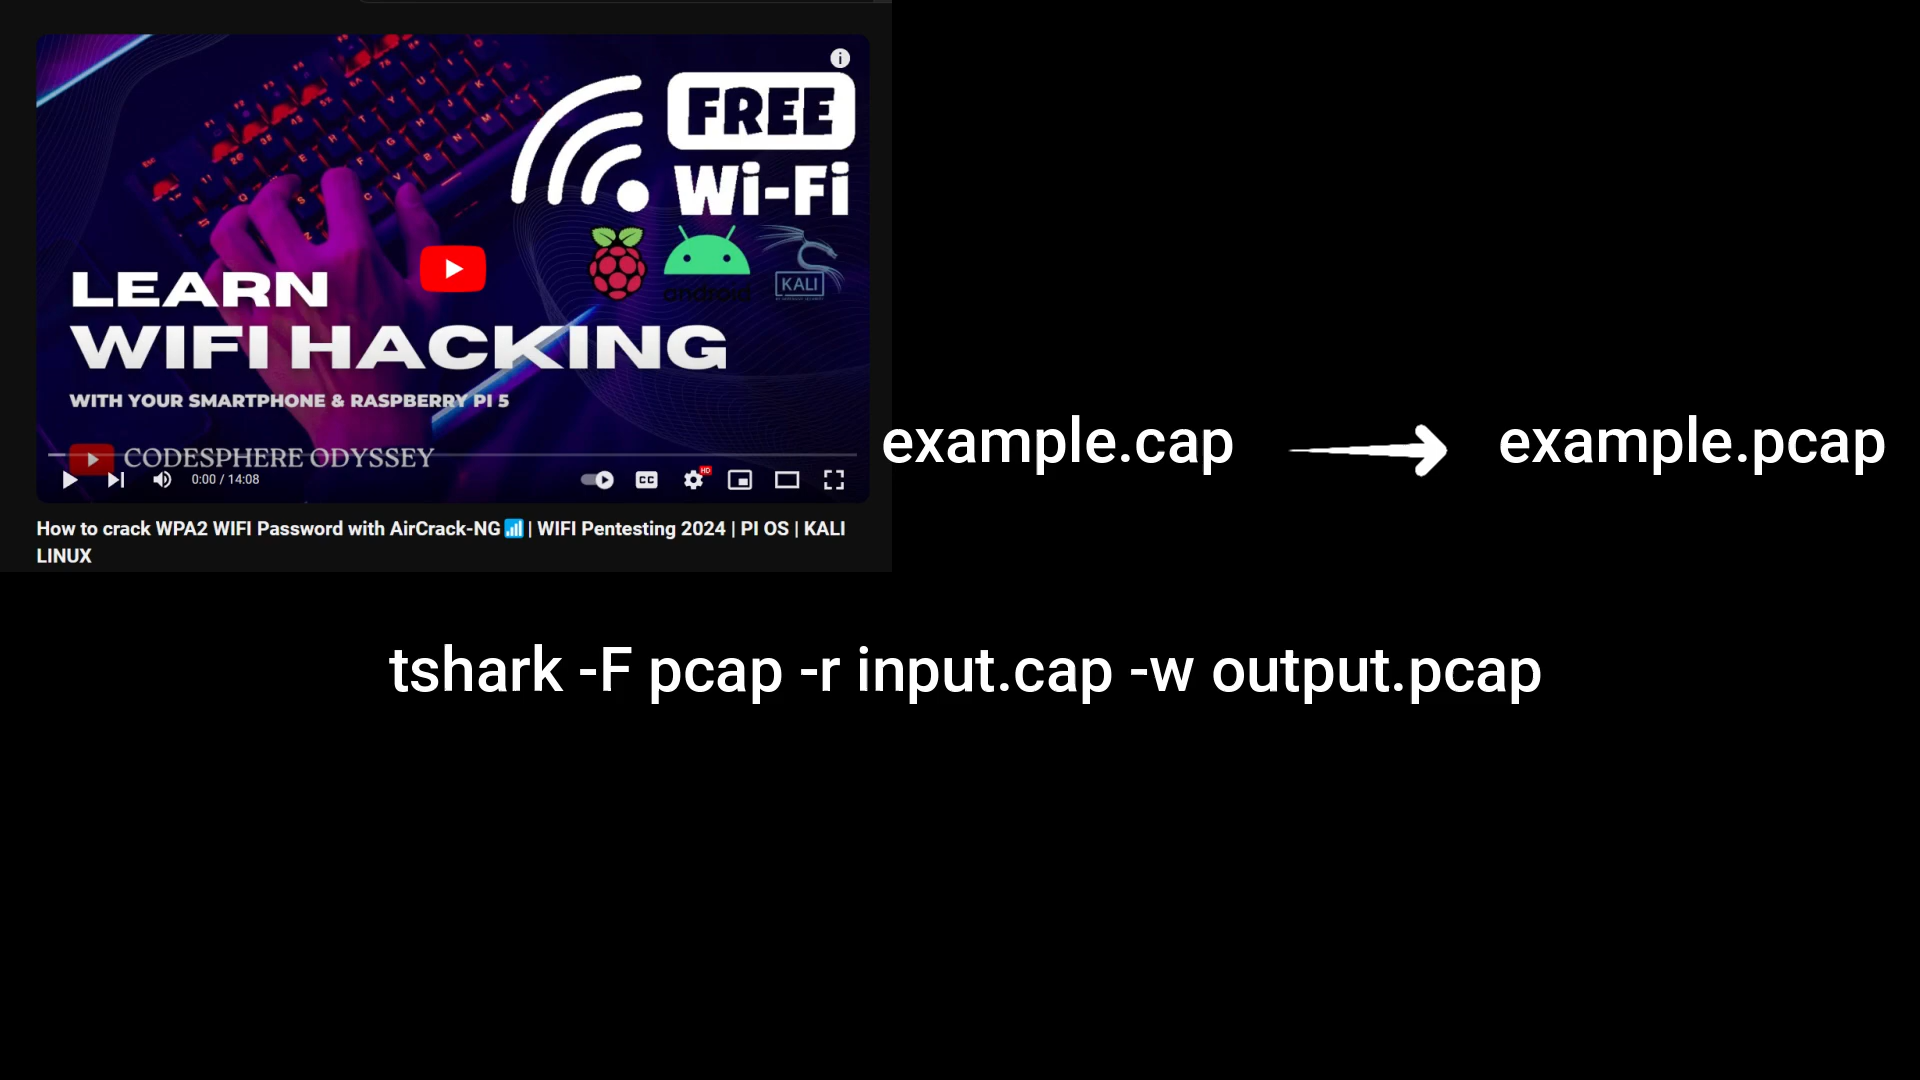 FREE
Wi-Fi
android
KALI
LEARN
WIFI HACKING
WITH YOUR SMARTPHONE & RASPBERRY PI 5
CODESPHERE ODYSSEY
0:00 / 14:08
CC
HD
How to crack WPA2 WIFI Password with AirCrack-NG📶 | WIFI Pentesting 2024 | PI OS | KALI
LINUX
example.cap
example.pcap
tshark -F pcap -r input.cap -w output.pcap